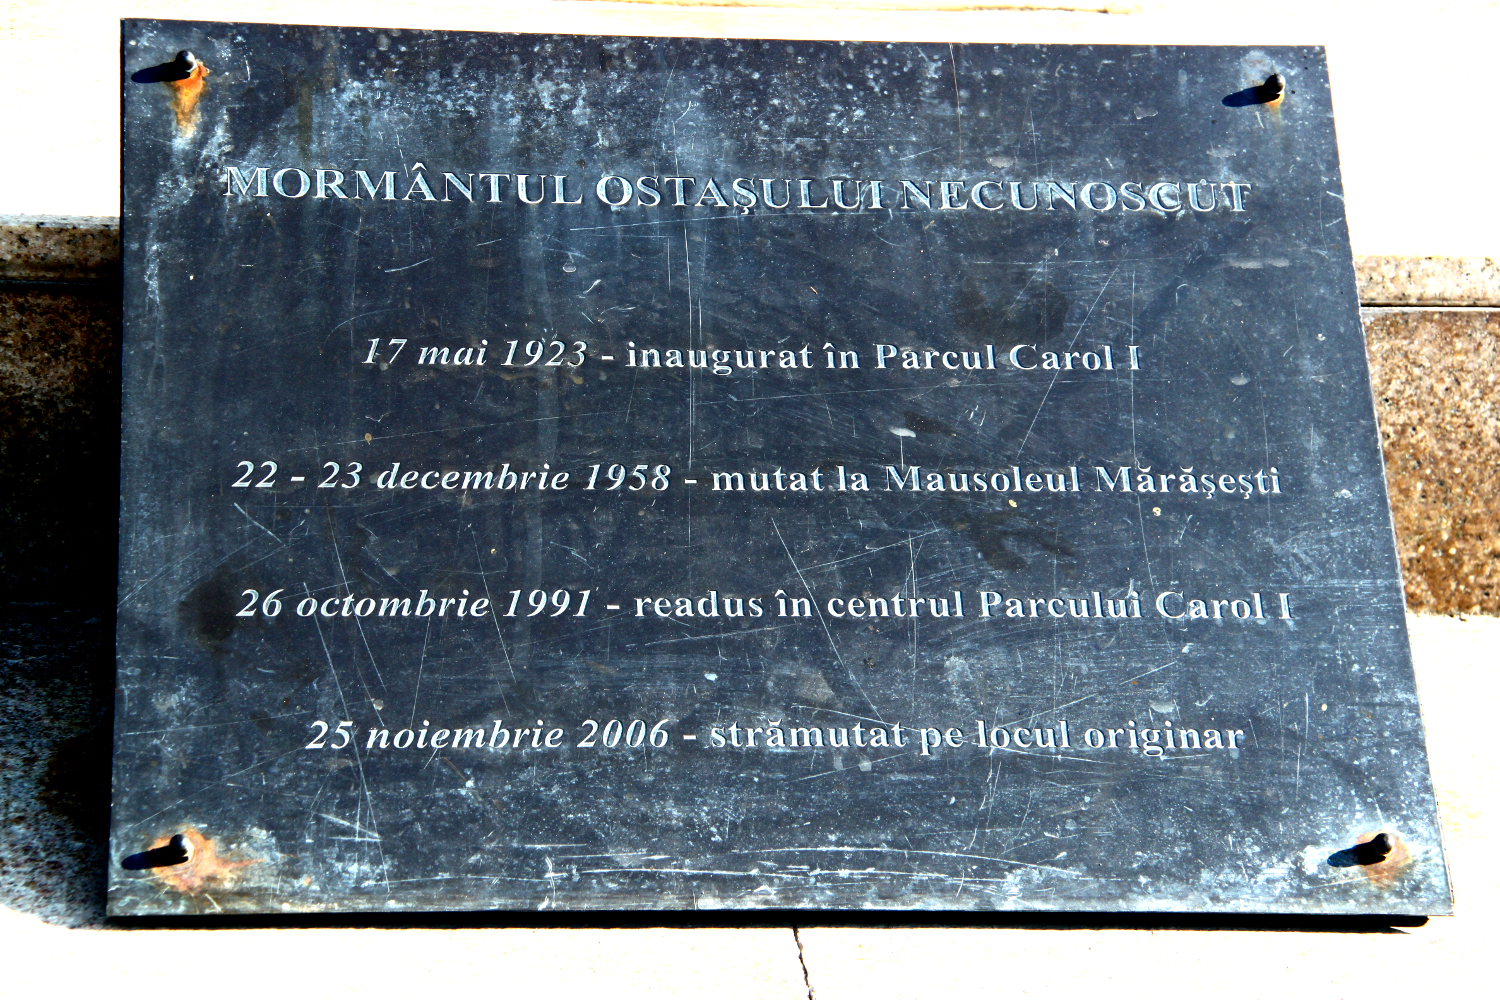 MORMÂNTUL OSTAŞULUI NECUNOSCUT
17 mai 1923 - inaugurat în Parcul Carol I
22 - 23 decembrie 1958 - mutat la Mausoleul Mărăşeşti
26 octombrie 1991 - readus în centrul Parcului Carol I
25 noiembrie 2006 - strămutat pe locul originar